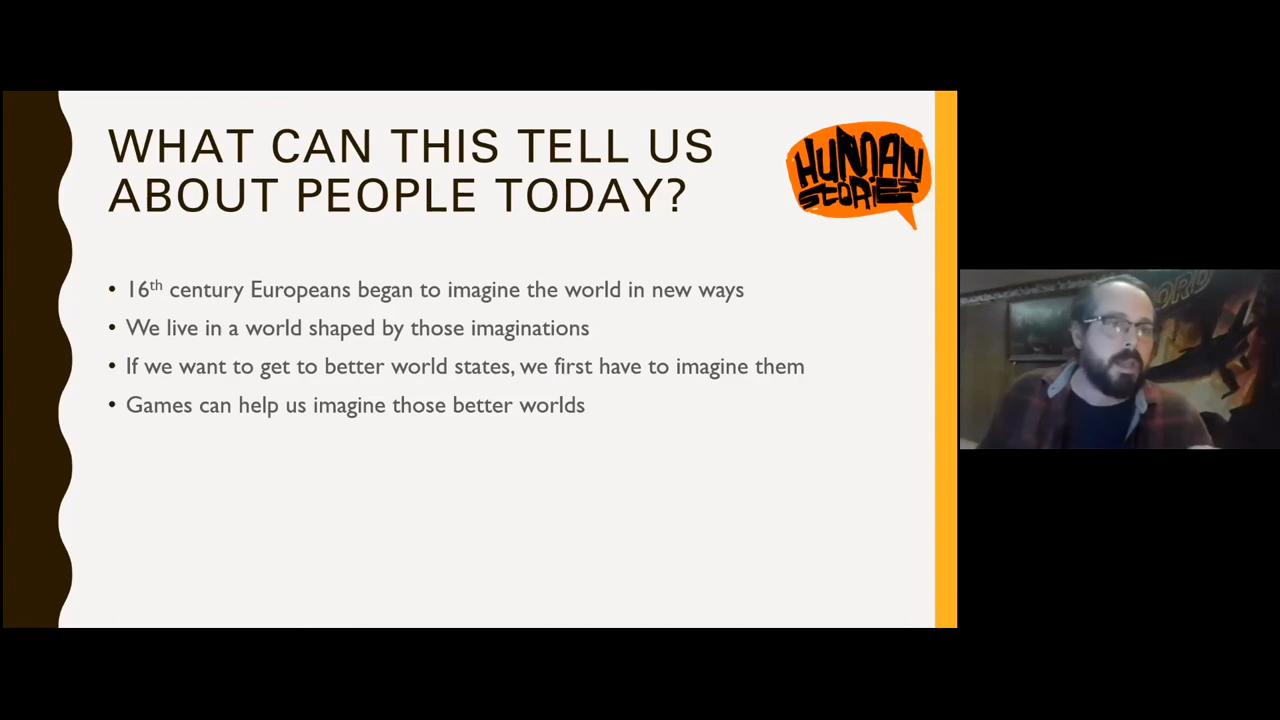 WHAT CAN THIS TELL US
ABOUT PEOPLE TODAY?
HUMAN
STORIES
• 16th century Europeans began to imagine the world in new ways
• We live in a world shaped by those imaginations
• If we want to get to better world states, we first have to imagine them
• Games can help us imagine those better worlds